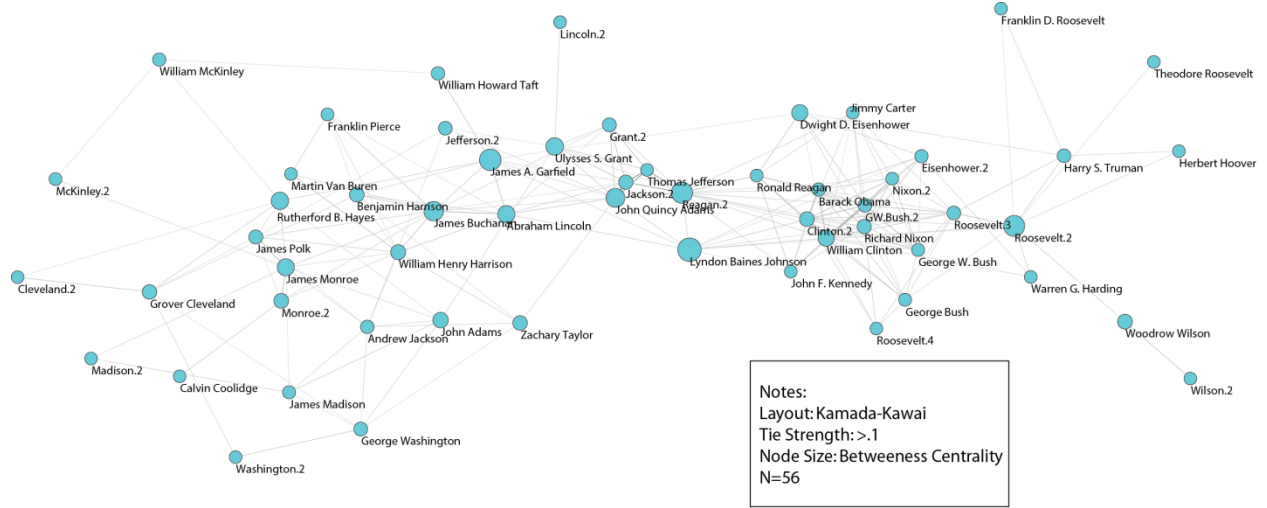 Franklin D. Roosevelt
Lincoln.2
William McKinley
Theodore Roosevelt
William Howard Taft
Jimmy Carter
Franklin Pierce
Dwight D. Eisenhower
Jefferson.2
Grant.2
Ulysses S. Grant
Harry S. Truman
Herbert Hoover
James A. Garfield
Eisenhower.2
McKinley.2
Martin Van Buren
Thomas Jefferson
Ronald Reagan
Nixon.2
Jackson.2
Benjamin Harrison
Barack Obama
Rutherford B. Hayes
John Quincy Adams
Reagan.2
GW.Bush.2
James Buchanan
Abraham Lincoln
Clinton.2
Roosevelt.3
Roosevelt.2
Richard Nixon
James Polk
William Clinton
William Henry Harrison
Lyndon Baines Johnson
George W. Bush
James Monroe
John F. Kennedy
Warren G. Harding
Cleveland.2
Grover Cleveland
Monroe.2
George Bush
Andrew Jackson
John Adams
Zachary Taylor
Roosevelt.4
Woodrow Wilson
Madison.2
Calvin Coolidge
Wilson.2
James Madison
George Washington
Washington.2
Notes:
Layout: Kamada-Kawai
Tie Strength: >.1
Node Size: Betweeness Centrality
N=56